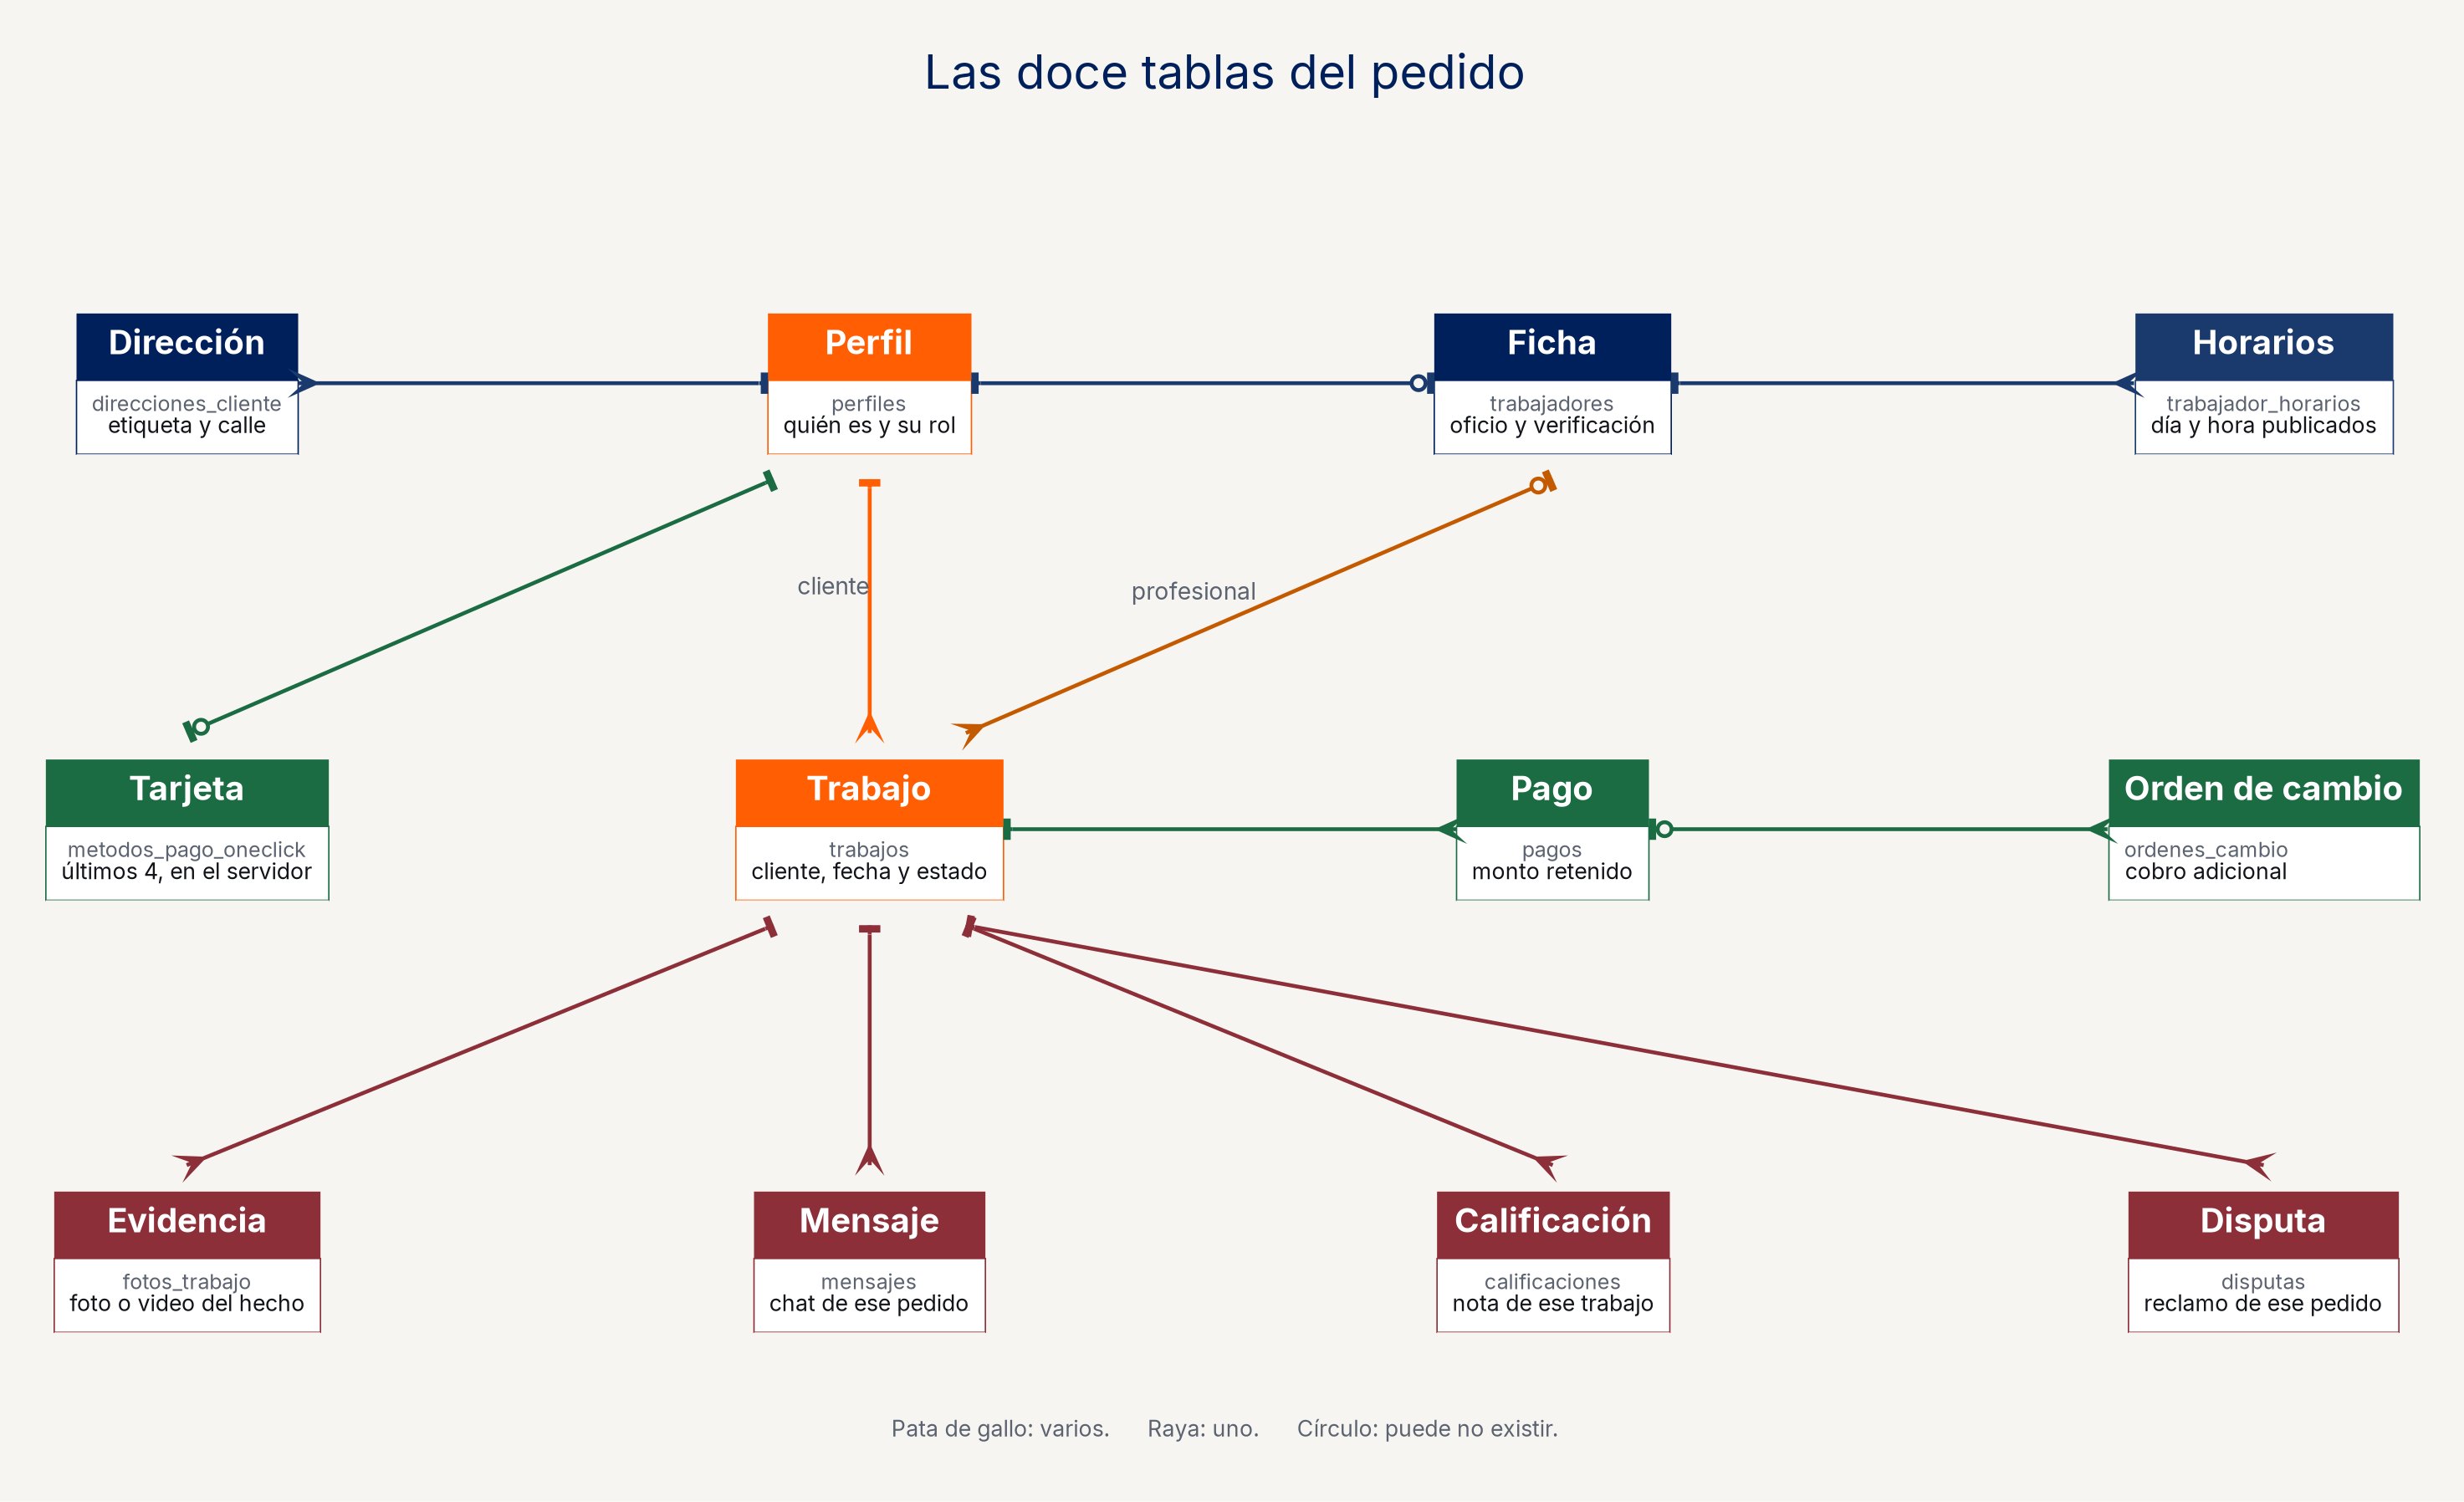 Las doce tablas del pedido
Dirección
direcciones_cliente
etiqueta y calle
Perfil
perfiles
quién es y su rol
Ficha
trabajadores
oficio y verificación
Horarios
trabajador_horarios
día y hora publicados
cliente
profesional
Tarjeta
metodos_pago_oneclick
últimos 4, en el servidor
Trabajo
trabajos
cliente, fecha y estado
Pago
pagos
monto retenido
Orden de cambio
ordenes_cambio
cobro adicional
Evidencia
fotos_trabajo
foto o video del hecho
Mensaje
mensajes
chat de ese pedido
Calificación
calificaciones
nota de ese trabajo
Disputa
disputas
reclamo de ese pedido
Pata de gallo: varios. Raya: uno. Círculo: puede no existir.